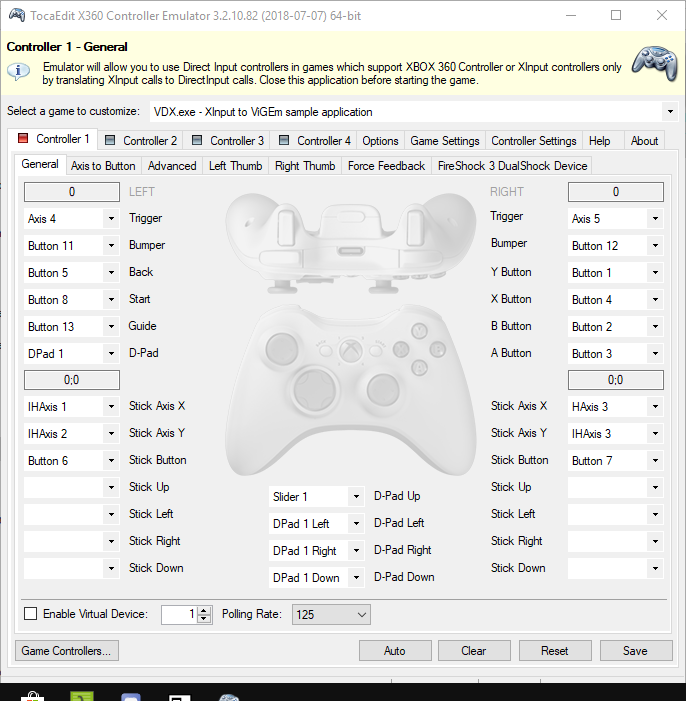 TocaEdit X360 Controller Emulator 3.2.10.82 (2018-07-07) 64-bit
Controller 1 - General
Emulator will allow you to use Direct Input controllers in games which support XBOX 360 Controller or XInput controllers only
by translating XInput calls to DirectInput calls. Close this application before starting the game.
Select a game to customize: VDX.exe - XInput to ViGEm sample application
Controller 1 Controller 2 Controller 3 Controller 4 Options Game Settings Controller Settings Help About
General Axis to Button Advanced Left Thumb Right Thumb Force Feedback FireShock 3 DualShock Device
0 LEFT RIGHT 0
Axis 4 Trigger Trigger Axis 5
Button 11 Bumper Bumper Button 12
Button 5 Back Y Button Button 1
Button 8 Start X Button Button 4
Button 13 Guide B Button Button 2
DPad 1 D-Pad A Button Button 3
0;0 0;0
IHAxis 1 Stick Axis X Stick Axis X HAxis 3
IHAxis 2 Stick Axis Y Stick Axis Y IHAxis 3
Button 6 Stick Button Stick Button Button 7
Stick Up Slider 1 D-Pad Up Stick Up
Stick Left DPad 1 Left D-Pad Left Stick Left
Stick Right DPad 1 Right D-Pad Right Stick Right
Stick Down DPad 1 Down D-Pad Down Stick Down
Enable Virtual Device: 1 Polling Rate: 125
Game Controllers... Auto Clear Reset Save